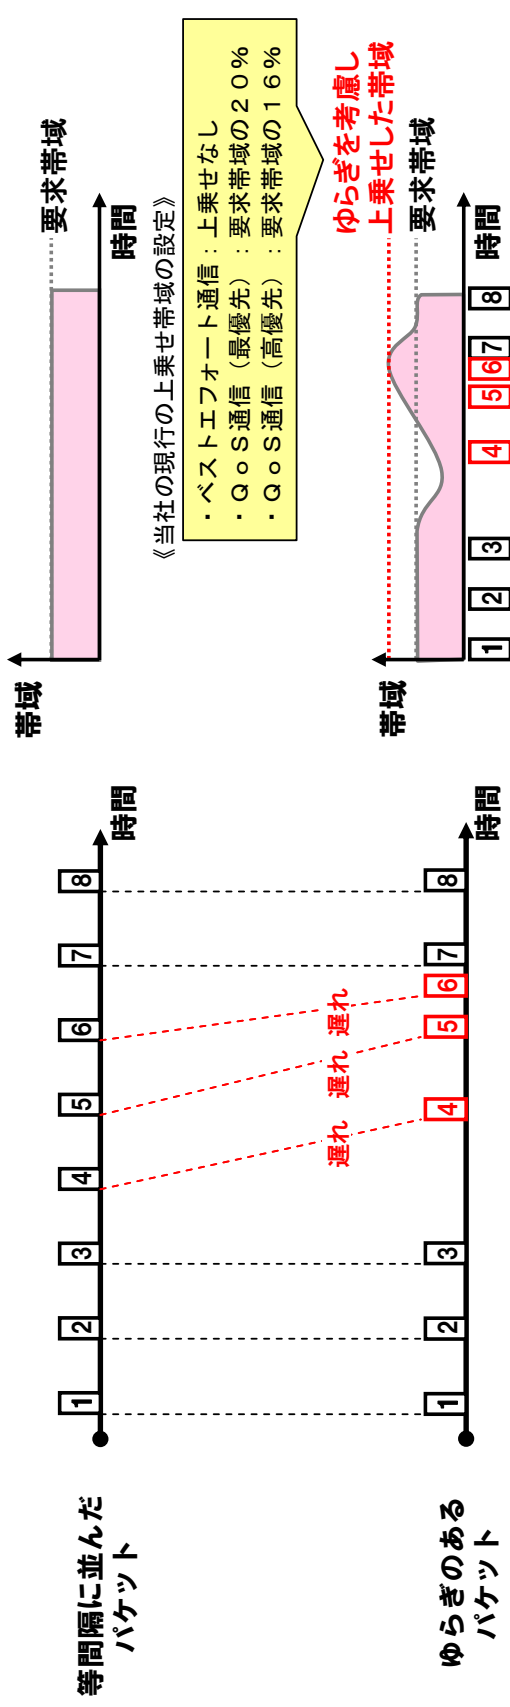 等間隔に並んだ
パケット
1 2 3 4 5 6 7 8
時間
帯域
要求帯域
時間
《当社の現行の上乗せ帯域の設定》
・ベストエフォート通信：上乗せなし
・ＱｏＳ通信（最優先）：要求帯域の２０％
・ＱｏＳ通信（高優先）：要求帯域の１６％
遅れ 遅れ 遅れ
ゆらぎのある
パケット
1 2 3 4 5 6 7 8
時間
帯域
ゆらぎを考慮し
上乗せした帯域
要求帯域
時間
1 2 3 4 5 6 7 8